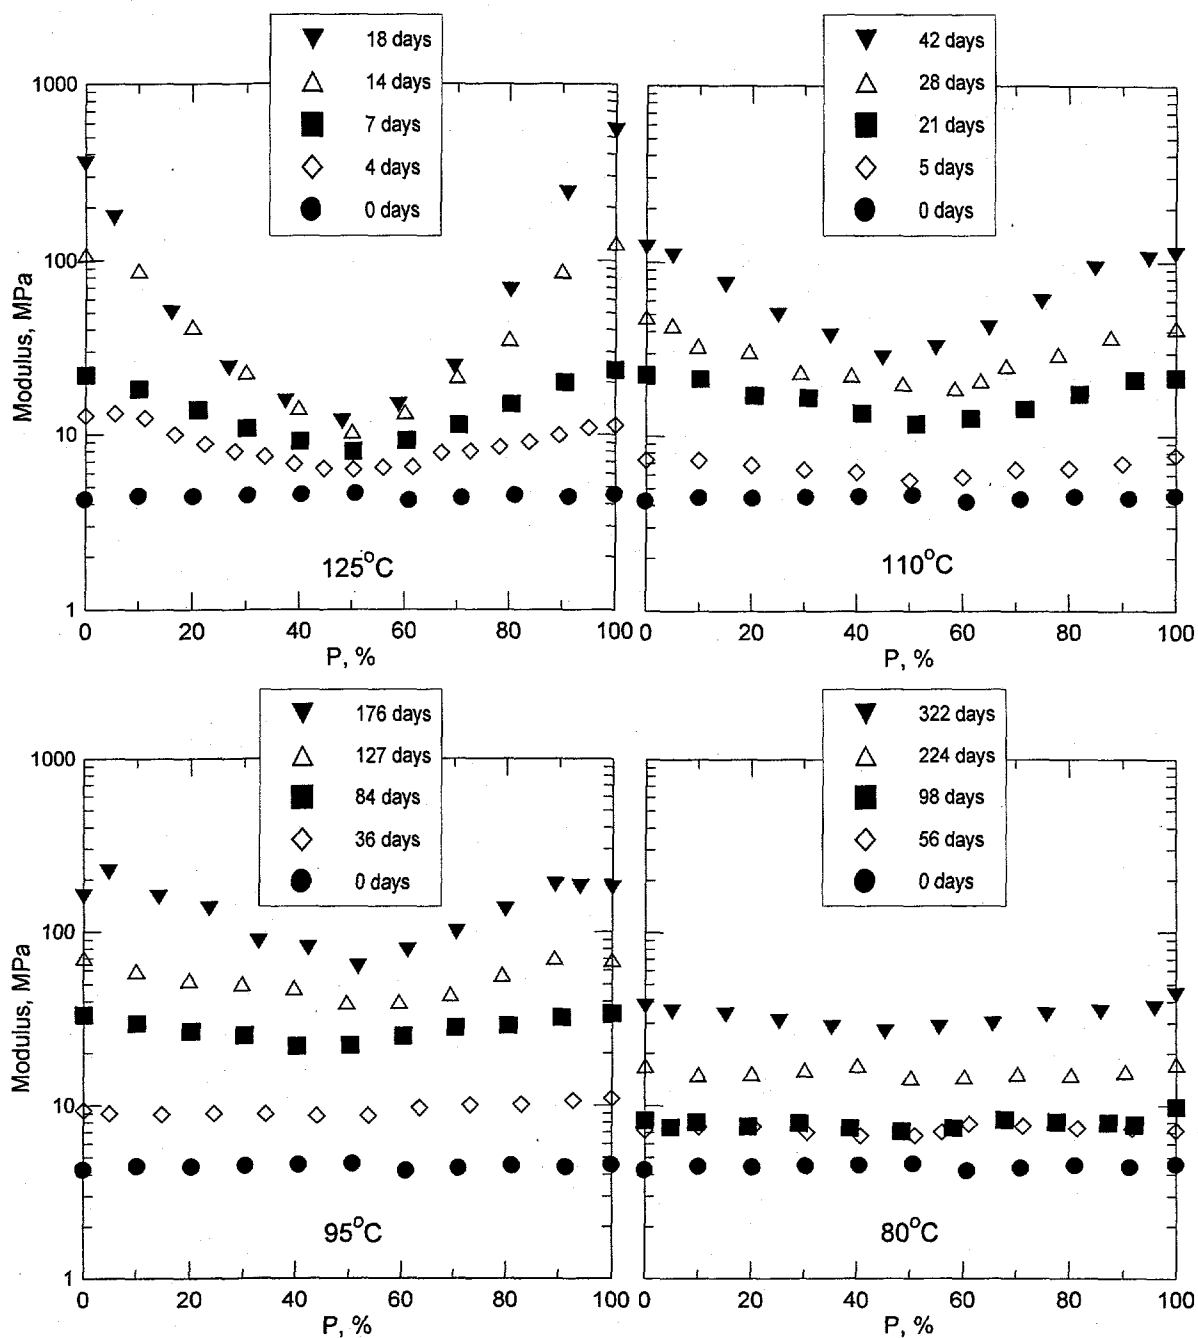 18 days
14 days
7 days
4 days
0 days
42 days
28 days
21 days
5 days
0 days
1000
100
10
1
Modulus, MPa
125°C
110°C
0 20 40 60 80 100
0 20 40 60 80 100
P, %
P, %
176 days
127 days
84 days
36 days
0 days
322 days
224 days
98 days
56 days
0 days
1000
100
10
1
Modulus, MPa
95°C
80°C
0 20 40 60 80 100
0 20 40 60 80 100
P, %
P, %